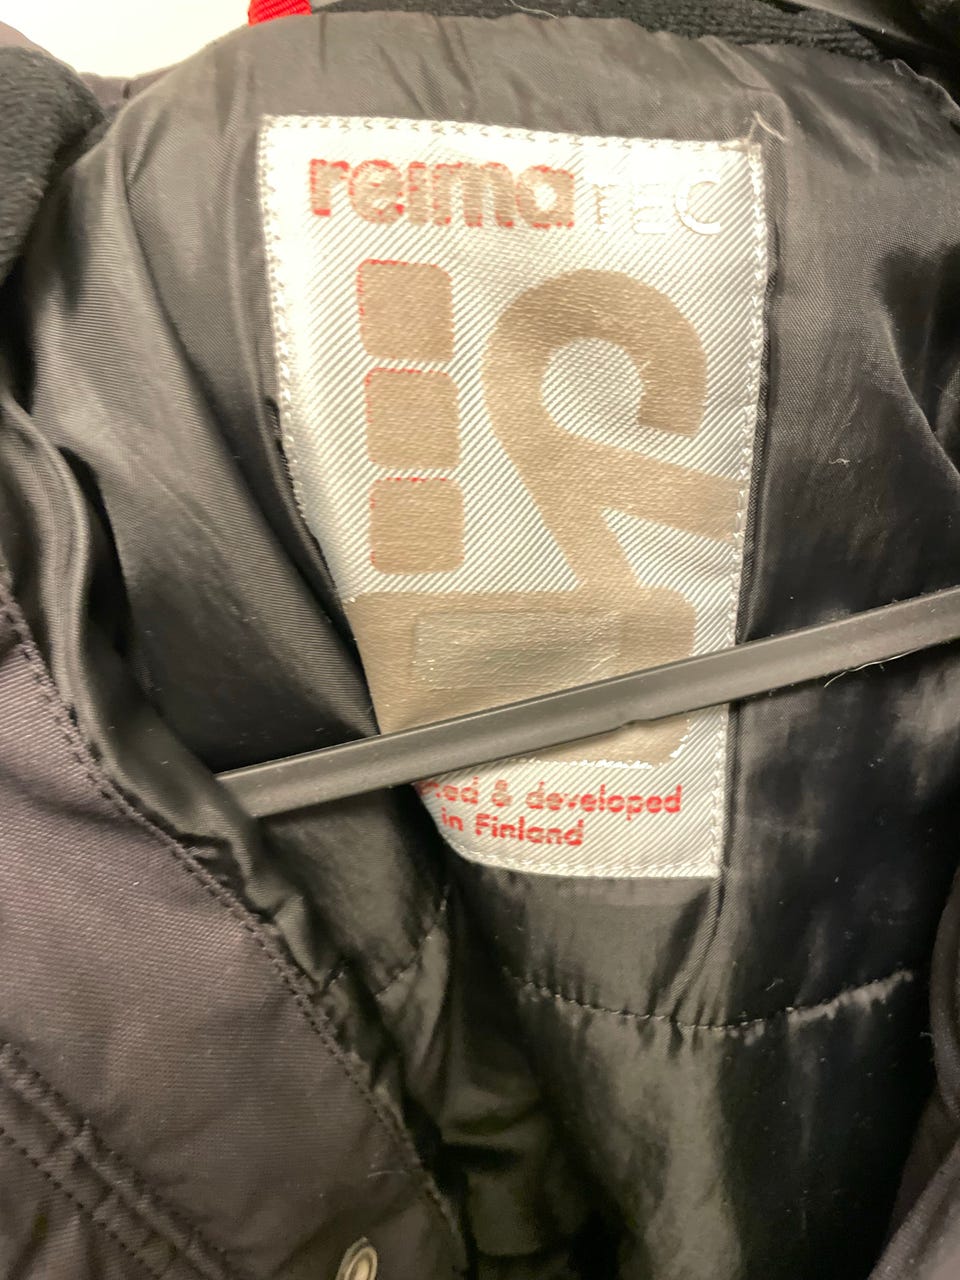 reima TEC
& developed
in Finland